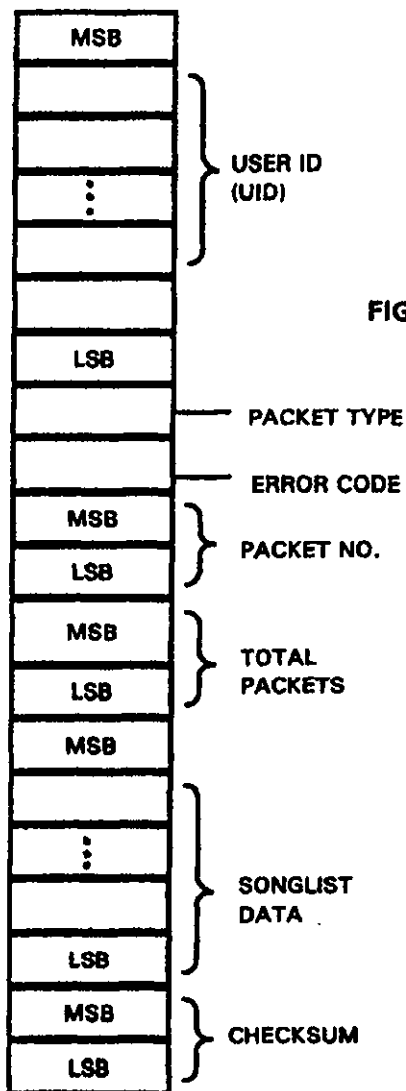 MSB
USER ID
(UID)
FIG
LSB
PACKET TYPE
ERROR CODE
MSB
PACKET NO.
LSB
MSB
TOTAL
PACKETS
LSB
MSB
SONGLIST
DATA
LSB
MSB
CHECKSUM
LSB